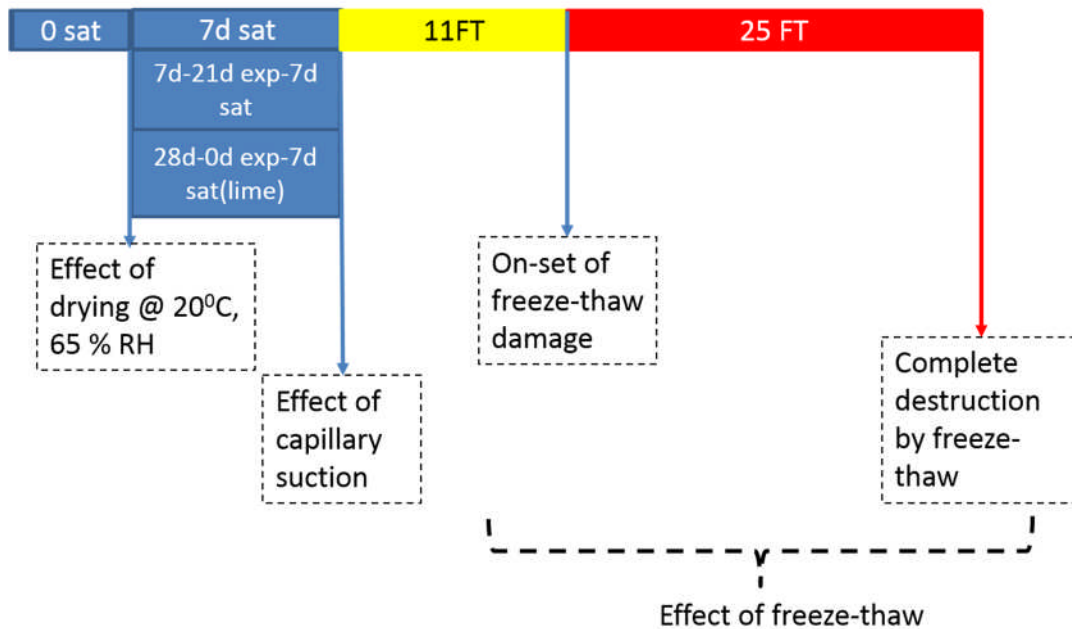 0 sat
7d sat
11FT
25 FT
7d-21d exp-7d
sat
28d-0d exp-7d
sat(lime)
Effect of
drying @ 20⁰C,
65 % RH
Effect of
capillary
suction
On-set of
freeze-thaw
damage
Complete
destruction
by freeze-
thaw
Effect of freeze-thaw